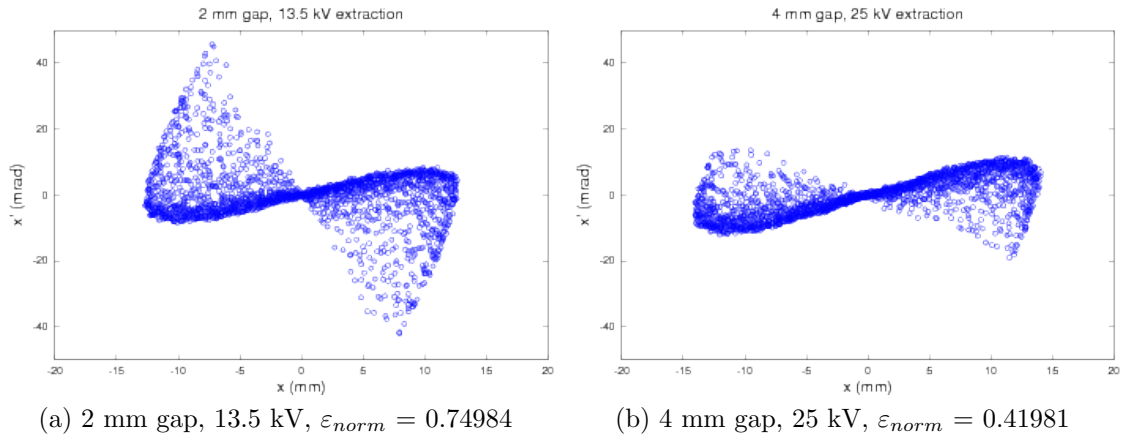 2 mm gap, 13.5 kV extraction
40
20
0
-20
-40
x' (mrad)
-20 -15 -10 -5 0 5 10 15 20
x (mm)
(a) 2 mm gap, 13.5 kV, εnorm = 0.74984
4 mm gap, 25 kV extraction
40
20
0
-20
-40
x' (mrad)
-20 -15 -10 -5 0 5 10 15 20
x (mm)
(b) 4 mm gap, 25 kV, εnorm = 0.41981